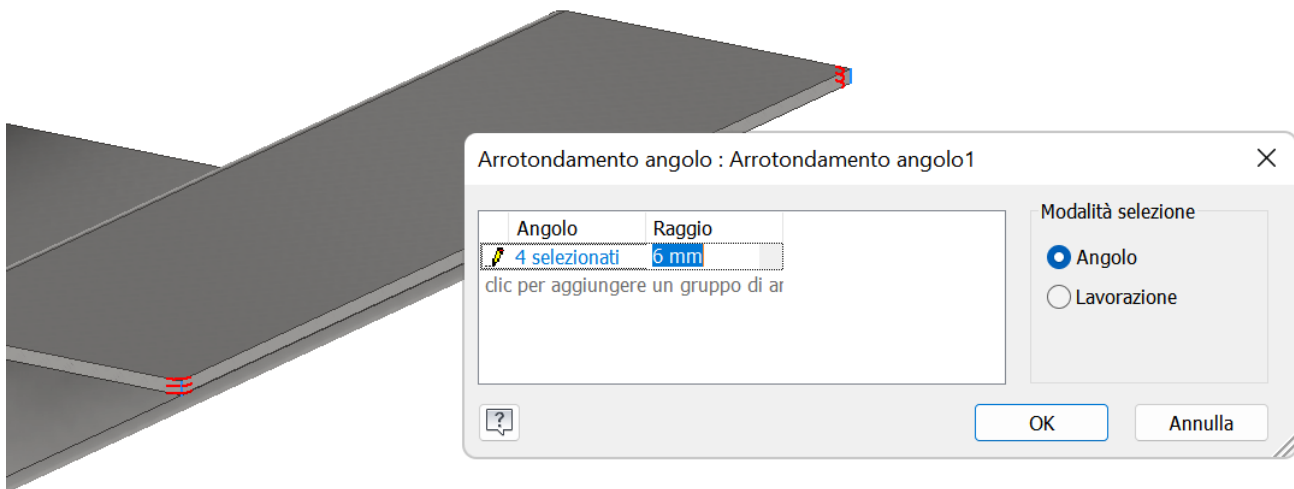 Arrotondamento angolo : Arrotondamento angolo1
Angolo Raggio
4 selezionati 6 mm
clic per aggiungere un gruppo di ar
Modalità selezione
Angolo
Lavorazione
?
OK Annulla